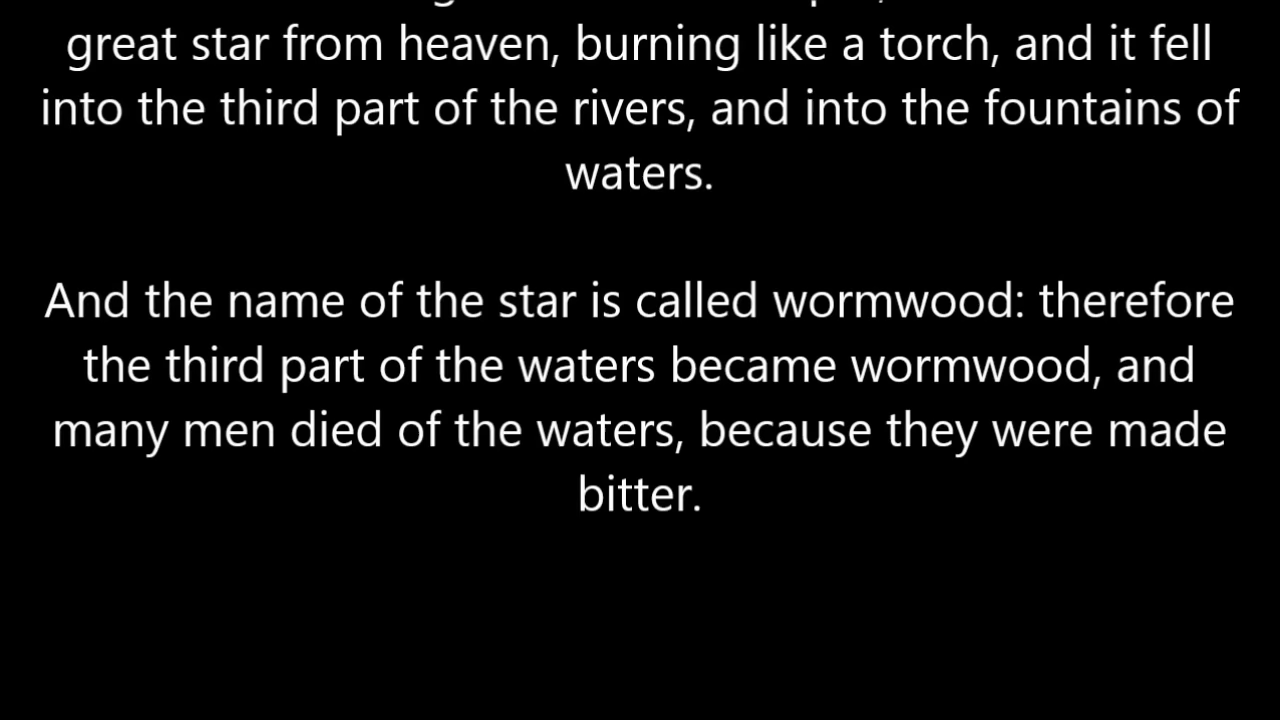 great star from heaven, burning like a torch, and it fell
into the third part of the rivers, and into the fountains of
waters.
And the name of the star is called wormwood: therefore
the third part of the waters became wormwood, and
many men died of the waters, because they were made
bitter.